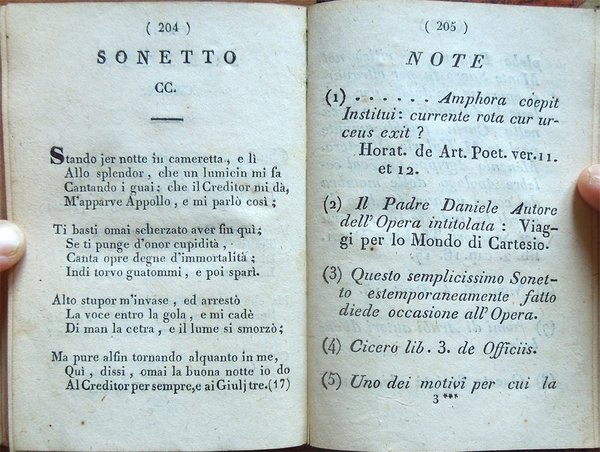 ( 204 )
SONETTO
CC.
Stando jer notte in cameretta, e lì
Allo splendor, che un lumicin mi fa
Cantando i guai; che il Creditor mi dà,
M'apparve Appollo, e mi parlò così;
Ti basti omai scherzato aver fin quì;
Se ti punge d'onor cupidità,
Canta opre degne d'immortalità;
Indi torvo guatommi, e poi sparì.
Alto stupor m'invase, ed arrestò
La voce entro la gola, e mi cadè
Di man la cetra, e il lume si smorzò;
Ma pure alfin tornando alquanto in me,
Quì, dissi, omai la buona notte io do
Al Creditor per sempre, e ai Giulj tre. (17)
( 205 )
NOTE
(1) . . . . . . Amphora coepit
Institui: currente rota cur ur-
ceus exit?
Horat. de Art. Poet. ver. 11.
et 12.
(2) Il Padre Daniele Autore
dell'Opera intitolata: Viag-
gi per lo Mondo di Cartesio.
(3) Questo semplicissimo Sonet-
to estemporaneamente fatto
diede occasione all'Opera.
(4) Cicero lib. 3. de Officiis.
(5) Uno dei motivi per cui la
3 ***